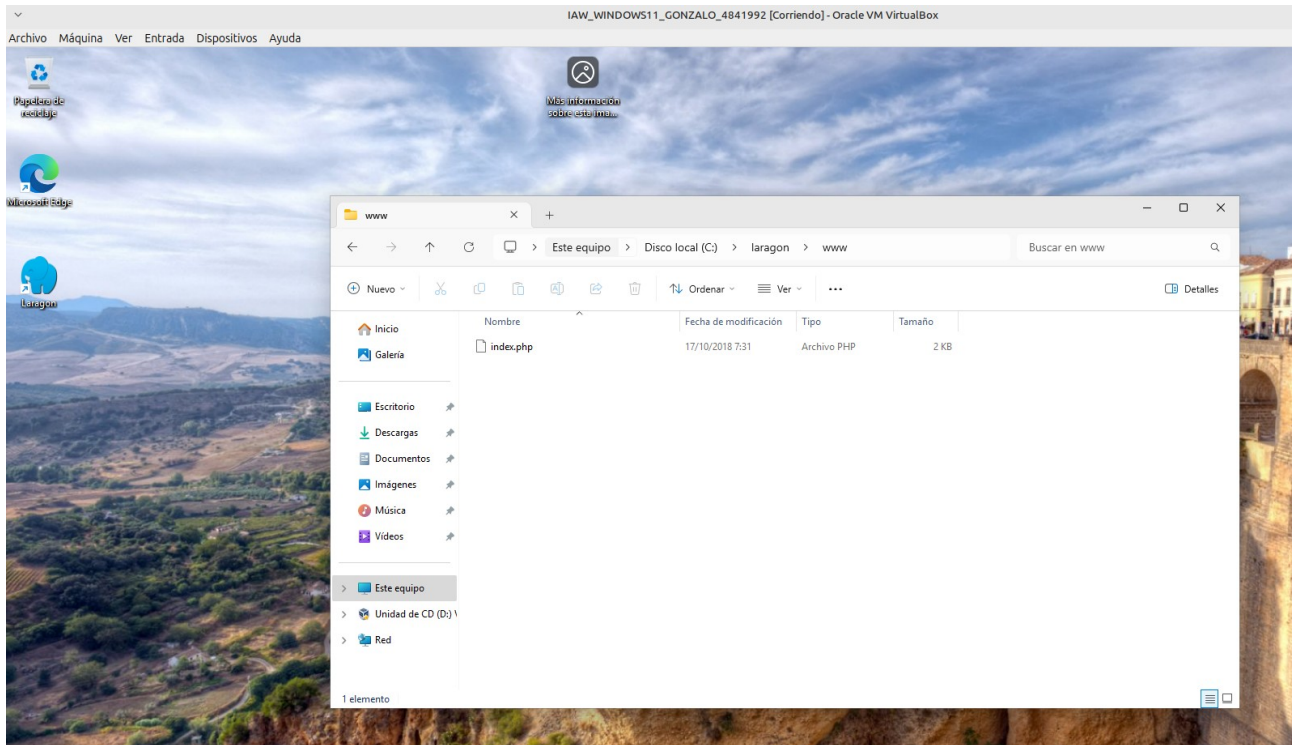 IAW_WINDOWS11_GONZALO_4841992 [Corriendo] - Oracle VM VirtualBox
Archivo Máquina Ver Entrada Dispositivos Ayuda
Papelera de
reciclaje
Más información
sobre esta ima...
Microsoft Edge
Laragon
www
Este equipo > Disco local (C:) > laragon > www
Buscar en www
Nuevo
Ordenar
Ver
...
Detalles
Nombre Fecha de modificación Tipo Tamaño
index.php 17/10/2018 7:31 Archivo PHP 2 KB
Inicio
Galería
Escritorio
Descargas
Documentos
Imágenes
Música
Vídeos
Este equipo
Unidad de CD (D:) V
Red
1 elemento